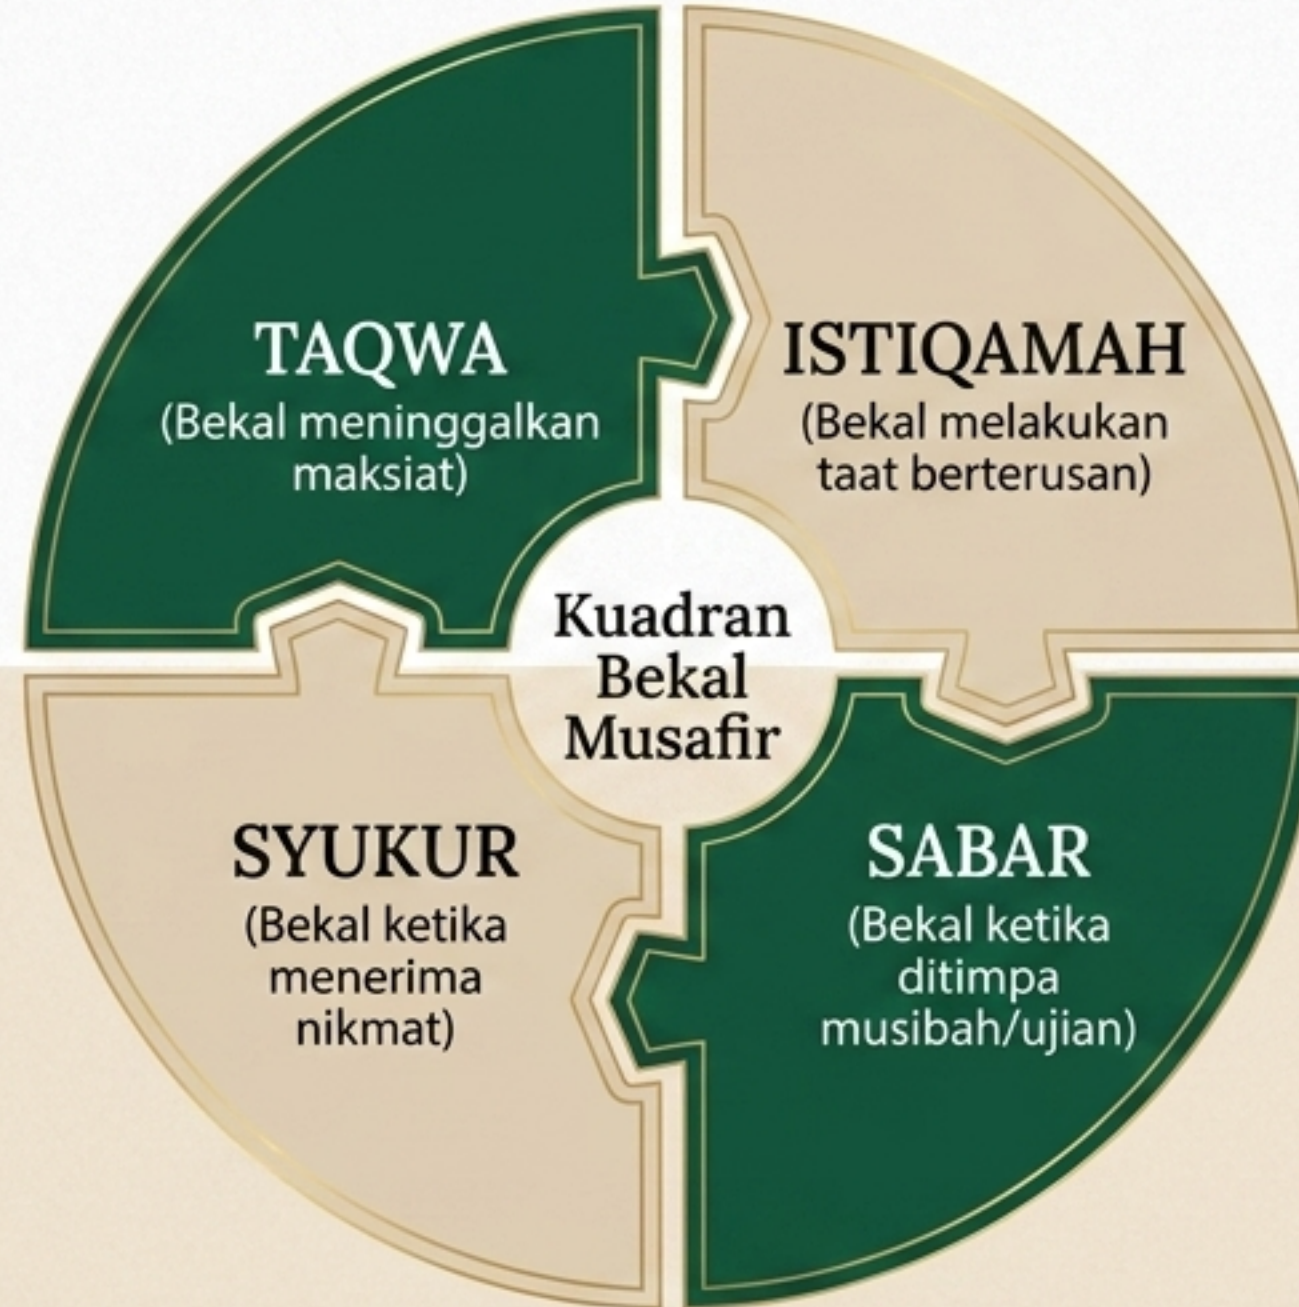 TAQWA
(Bekal meninggalkan
maksiat)
ISTIQAMAH
(Bekal melakukan
taat berterusan)
Kuadran
Bekal
Musafir
SYUKUR
(Bekal ketika
menerima
nikmat)
SABAR
(Bekal ketika
ditimpa
musibah/ujian)